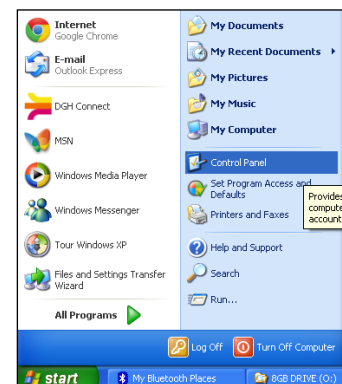 Internet
Google Chrome
E-mail
Outlook Express
DGH Connect
MSN
Windows Media Player
Windows Messenger
Tour Windows XP
Files and Settings Transfer
Wizard
All Programs
My Documents
My Recent Documents
My Pictures
My Music
My Computer
Control Panel
Set Program Access and
Defaults
Printers and Faxes
Provides
compute
account
Help and Support
Search
Run...
Log Off
Turn Off Computer
start
My Bluetooth Places
8GB DRIVE (O:)